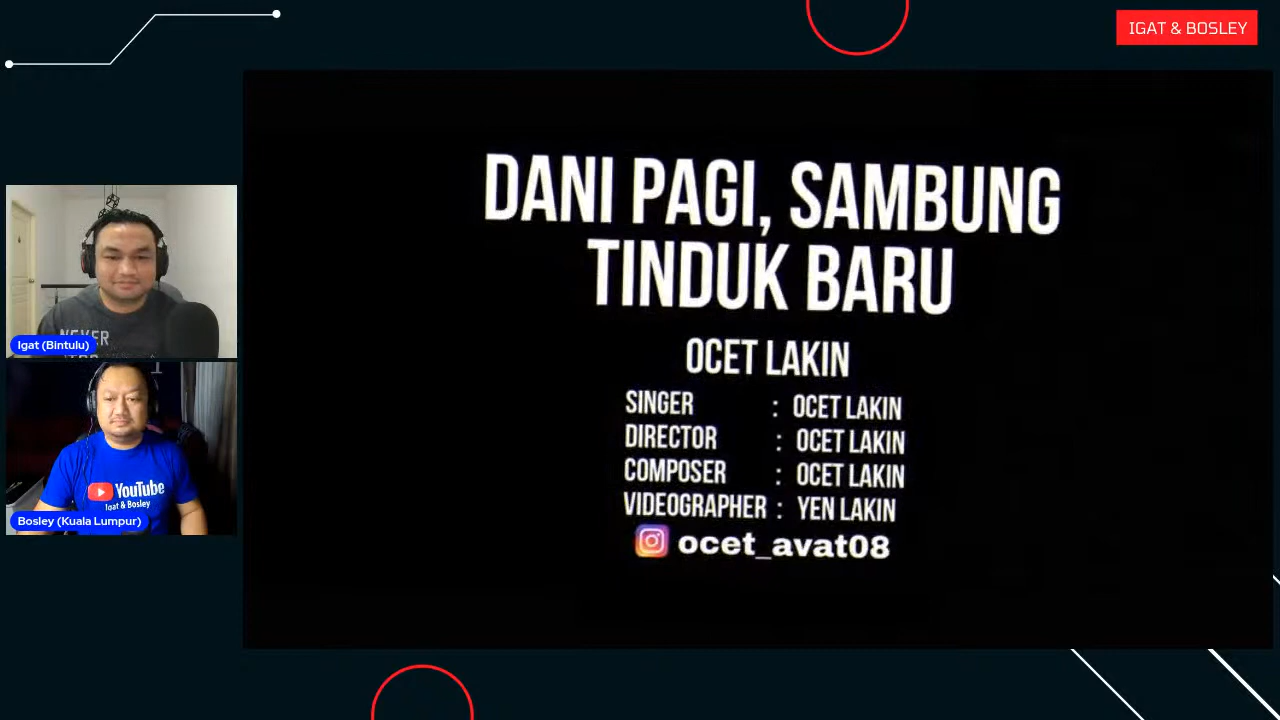 IGAT & BOSLEY
DANI PAGI, SAMBUNG
TINDUK BARU
OCET LAKIN
SINGER : OCET LAKIN
DIRECTOR : OCET LAKIN
COMPOSER : OCET LAKIN
VIDEOGRAPHER : YEN LAKIN
ocet_avat08
NEVER
Igat (Bintulu)
YouTube
Igat & Bosley
Bosley (Kuala Lumpur)